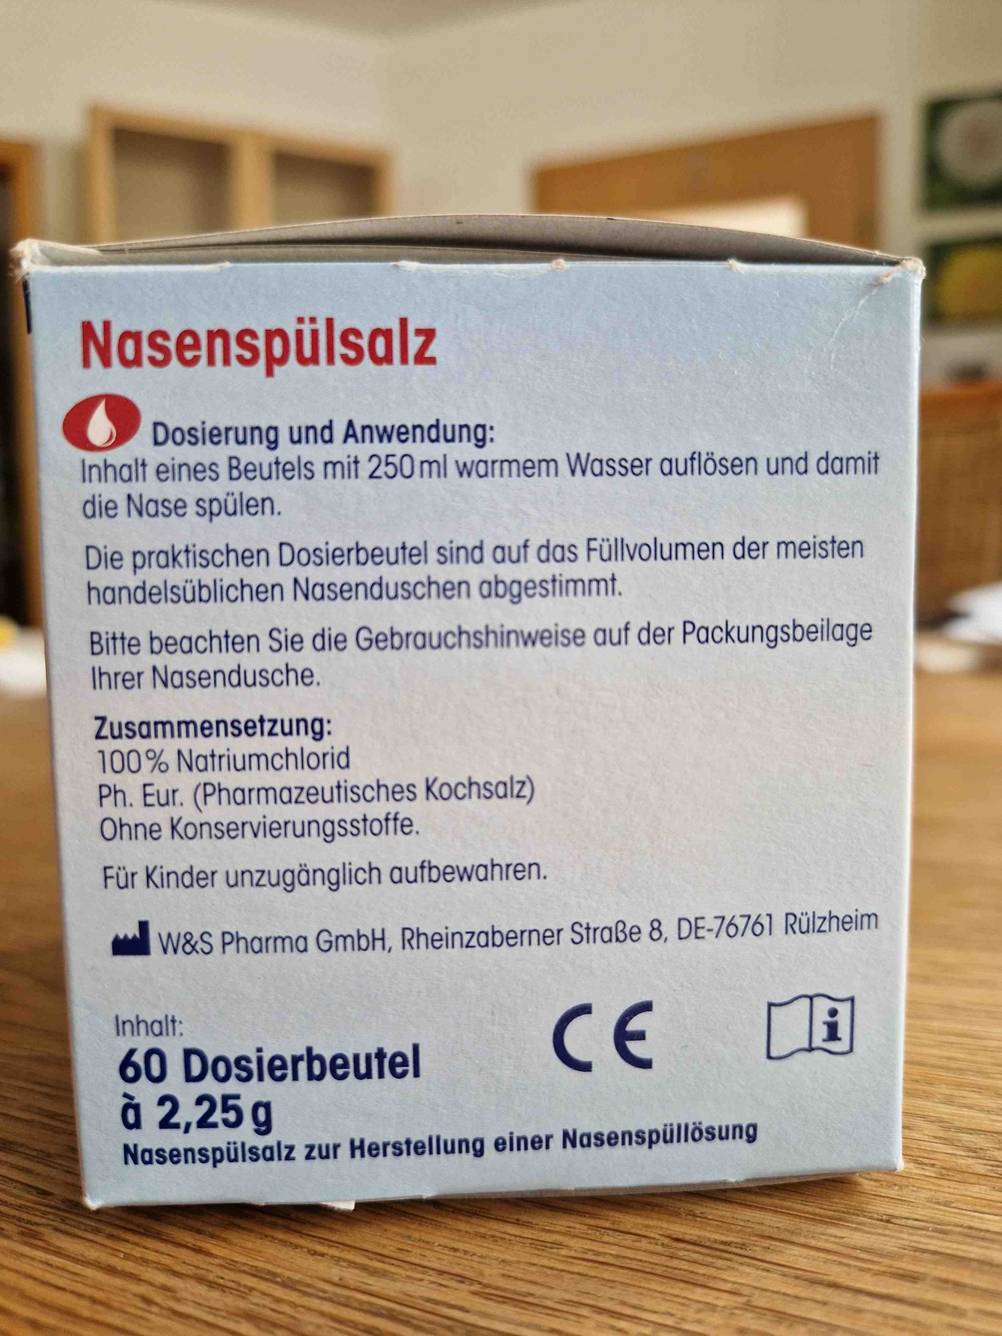 Nasenspülsalz
Dosierung und Anwendung:
Inhalt eines Beutels mit 250 ml warmem Wasser auflösen und damit
die Nase spülen.
Die praktischen Dosierbeutel sind auf das Füllvolumen der meisten
handelsüblichen Nasenduschen abgestimmt.
Bitte beachten Sie die Gebrauchshinweise auf der Packungsbeilage
Ihrer Nasendusche.
Zusammensetzung:
100% Natriumchlorid
Ph. Eur. (Pharmazeutisches Kochsalz)
Ohne Konservierungsstoffe.
Für Kinder unzugänglich aufbewahren.
W&S Pharma GmbH, Rheinzaberner Straße 8, DE-76761 Rülzheim
Inhalt:
60 Dosierbeutel
à 2,25 g
Nasenspülsalz zur Herstellung einer Nasenspüllösung
CE
i